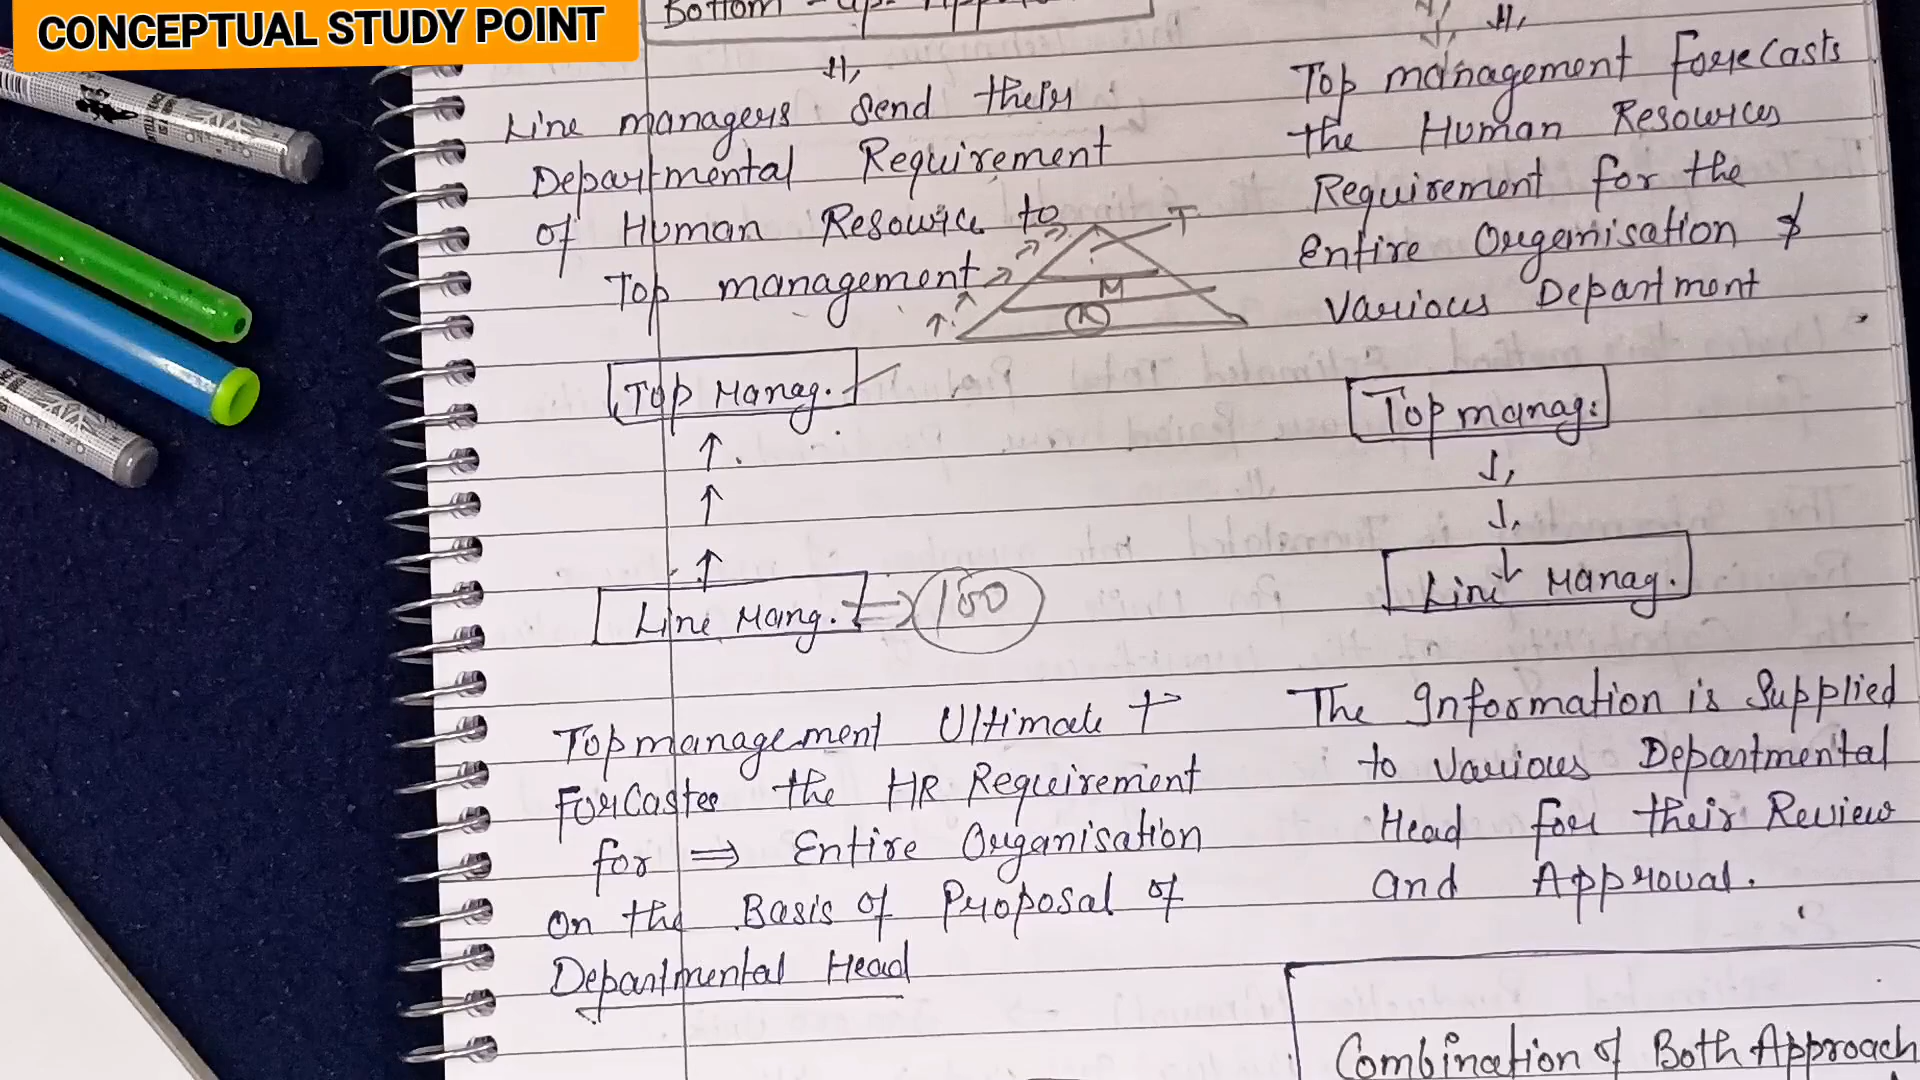 CONCEPTUAL STUDY POINT
Bottom - up
Line managers Send their
Departmental Requirement
of Human Resource to
Top management
T
M
Top Manag.
Line Mang.
Topmanagement Ultimate
Forcastes the HR Requirement
for ⇒ Entire Organisation
on the Basis of Proposal of
Departmental Head
Top management Forecasts
the Human Resources
Requirement for the
entire Organisation &
various Department
Top manag.
Line Manag.
The Information is Supplied
to various Departmental
Head for their Review
and Approval.
Combination of Both Approach